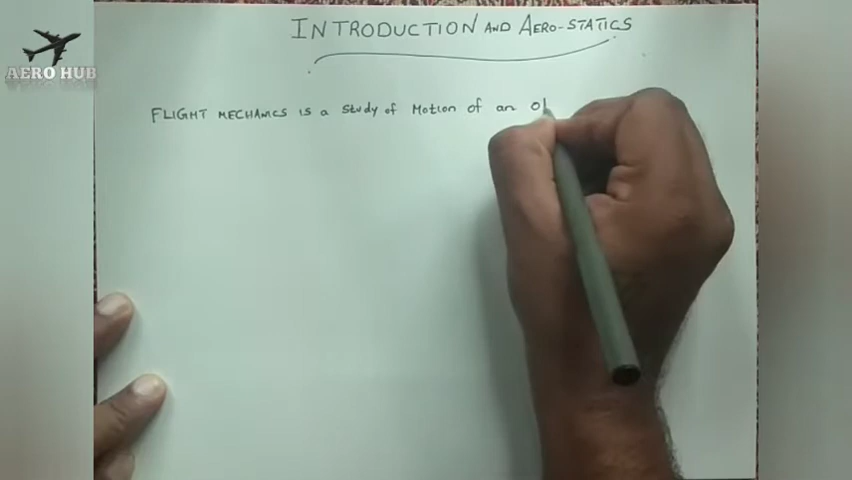 INTRODUCTION AND AERO-STATICS
AERO HUB
FLIGHT MECHANICS is a study of Motion of an